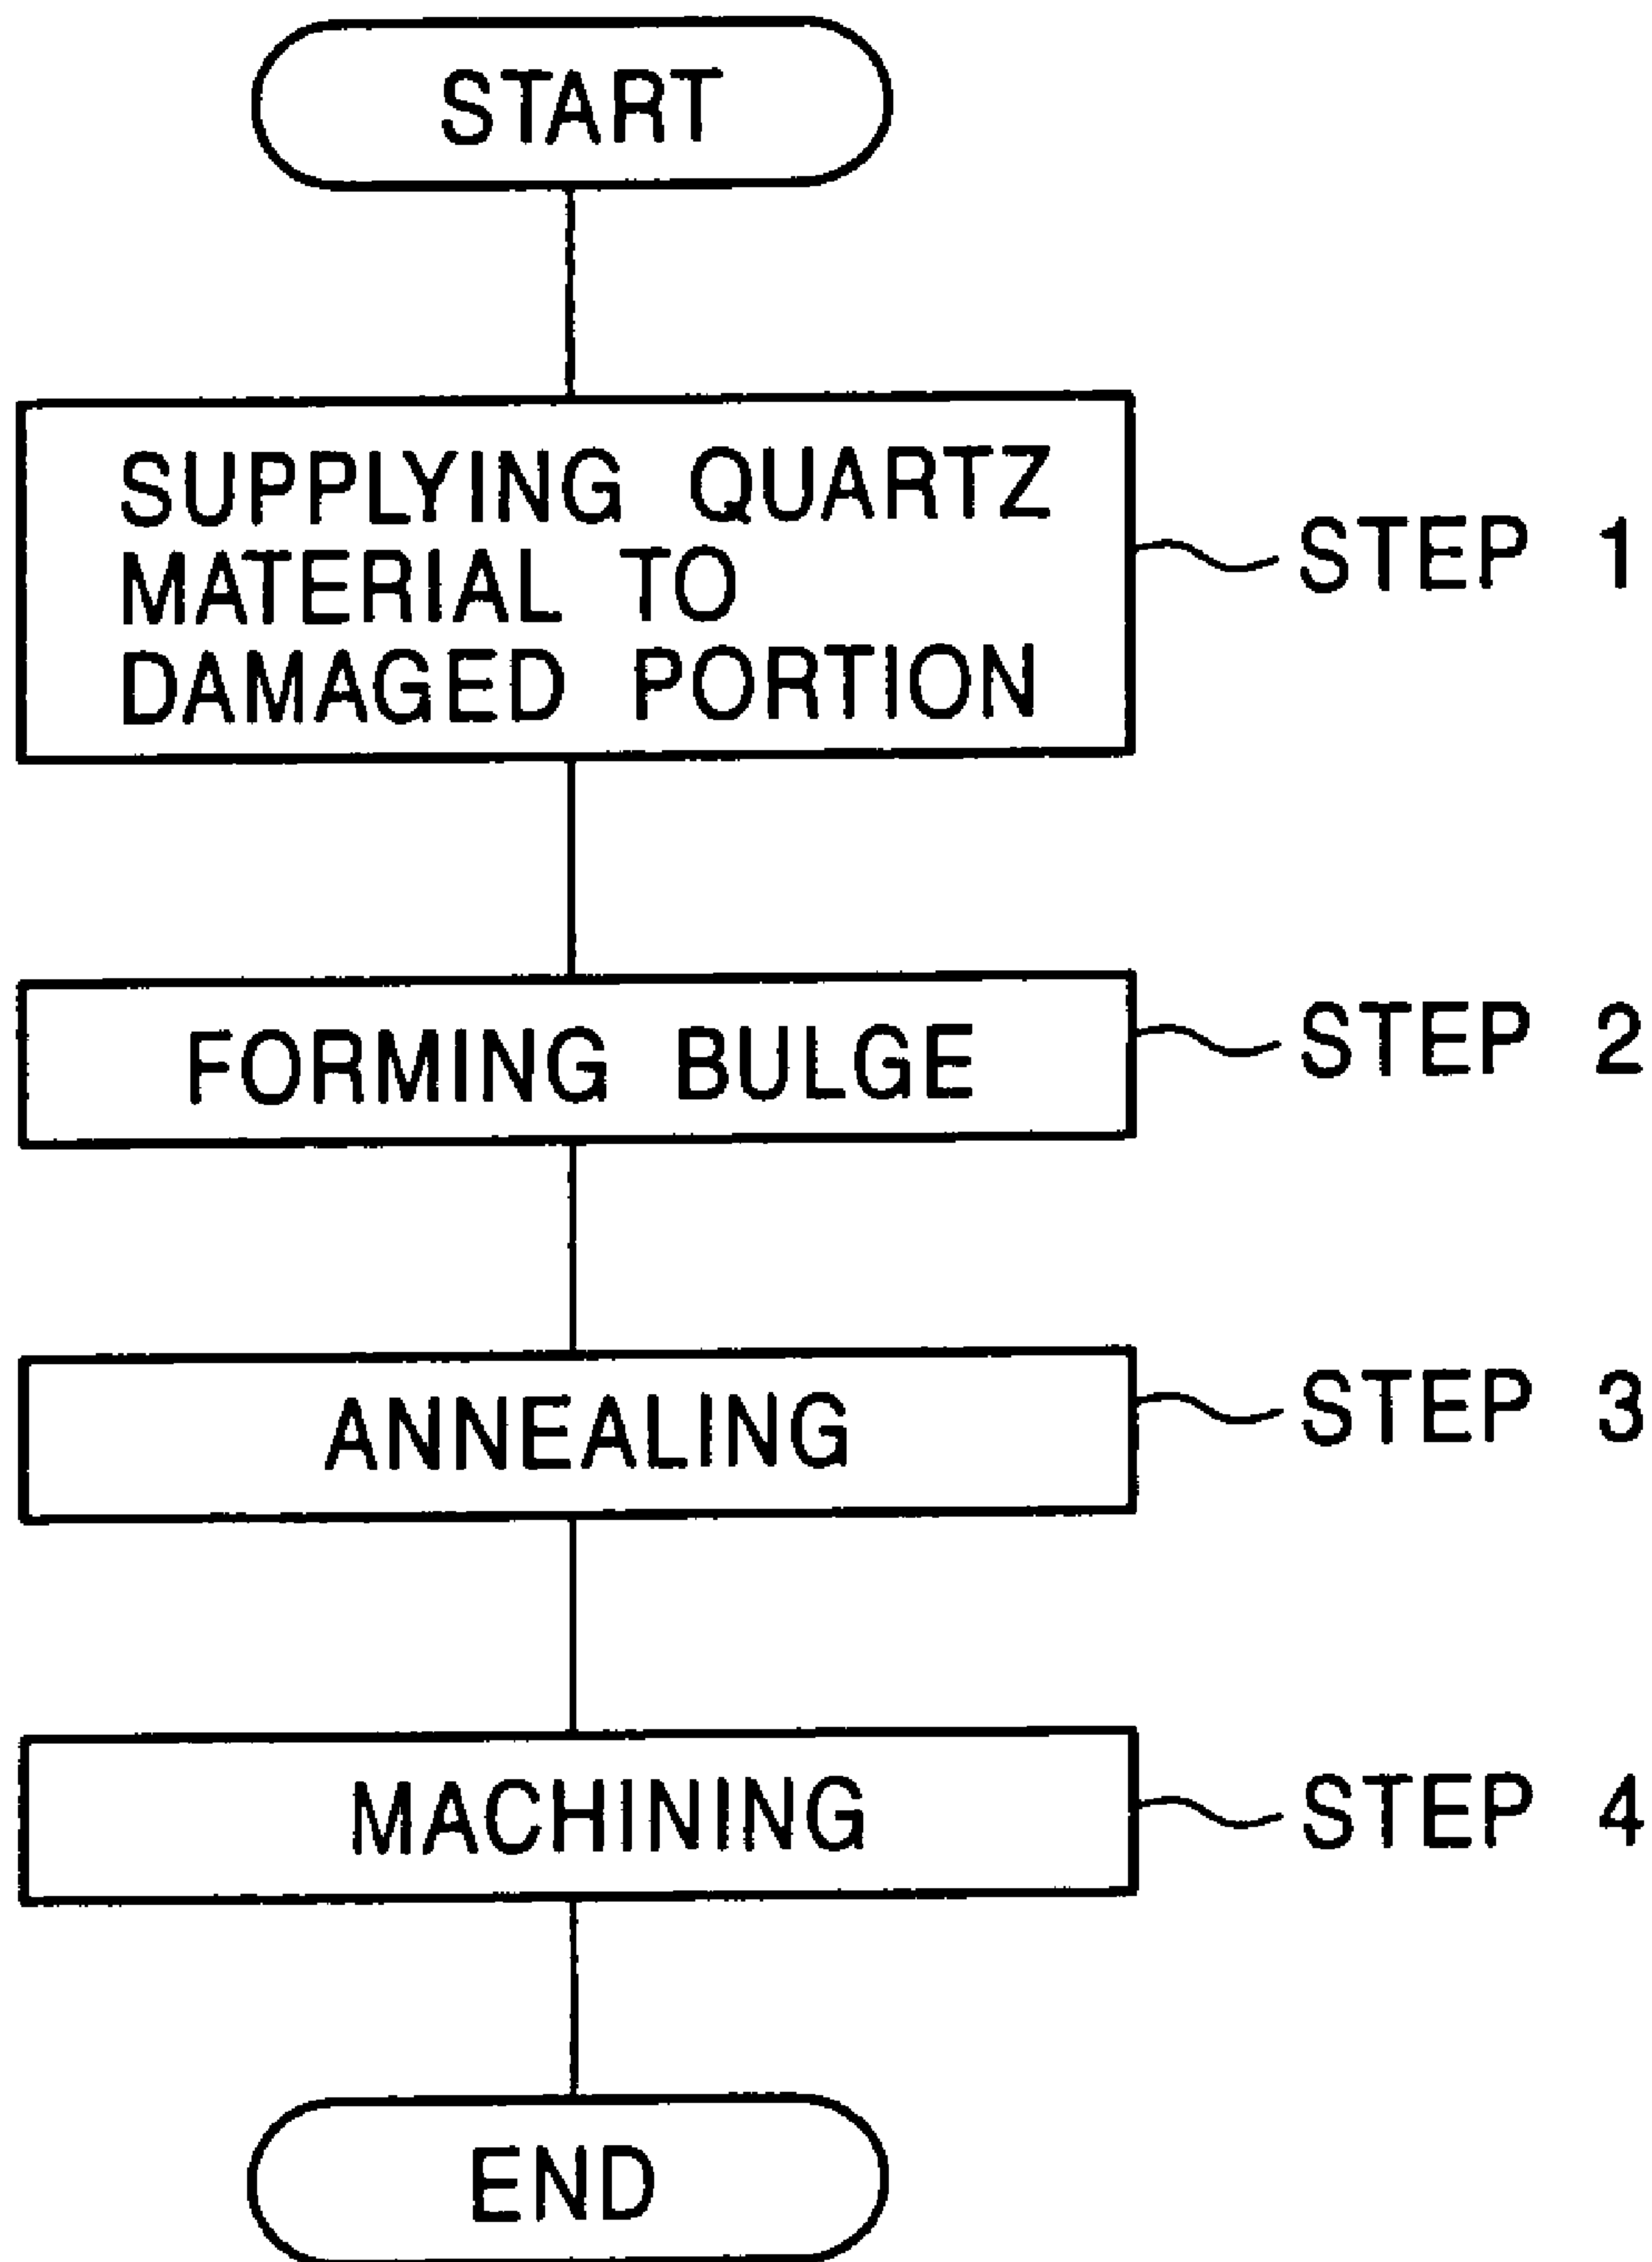 START
SUPPLYING QUARTZ
MATERIAL TO
DAMAGED PORTION
STEP 1
FORMING BULGE
STEP 2
ANNEALING
STEP 3
MACHINING
STEP 4
END